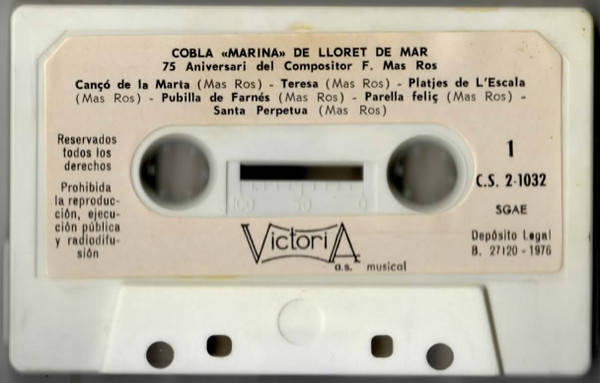 COBLA «MARINA» DE LLORET DE MAR
75 Aniversari del Compositor F. Mas Ros
Cançó de la Marta (Mas Ros) - Teresa (Mas Ros) - Platjes de L'Escala
(Mas Ros) - Pubilla de Farnés (Mas Ros) - Parella feliç (Mas Ros) -
Santa Perpetua (Mas Ros)
Reservados
todos los
derechos
Prohibida
la reproduc-
ción, ejecu-
ción pública
y radiodifu-
sión
100 50 0
1
C.S. 2-1032
SGAE
Depósito Legal
B. 27120 - 1976
VictoriA
a.s. musical